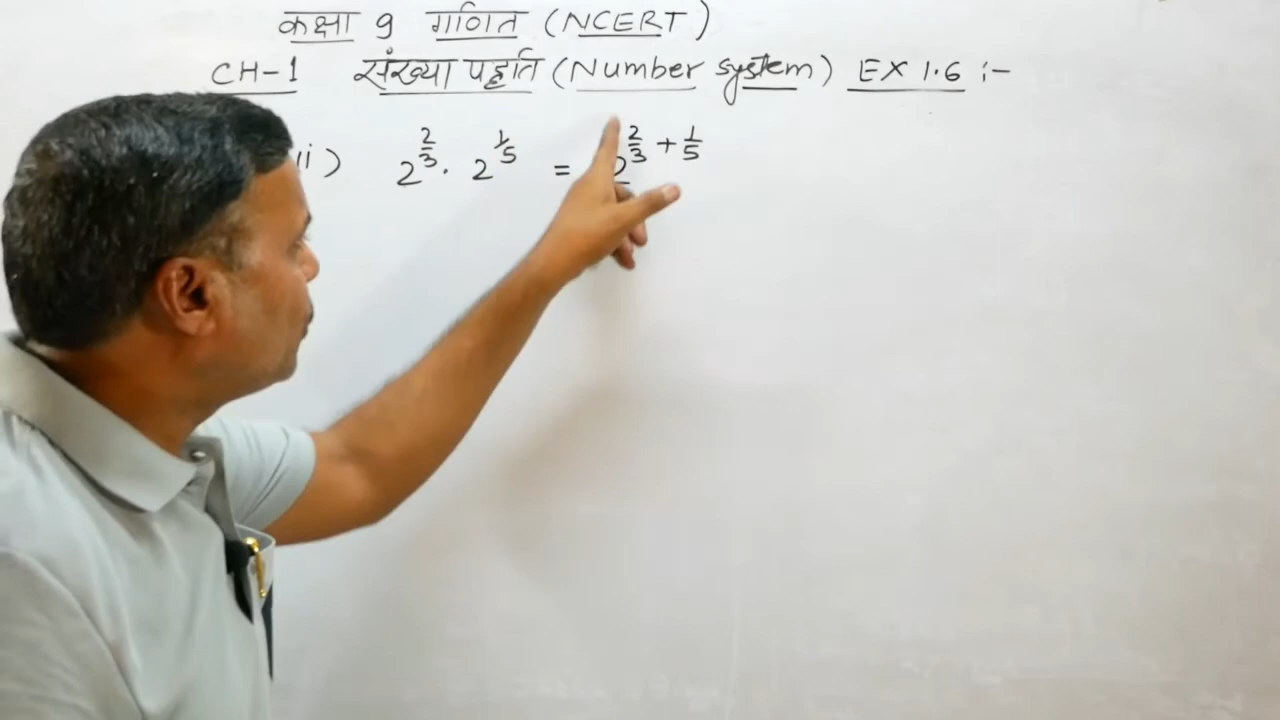 कक्षा 9 गणित (NCERT)
CH-1 संख्या पद्दति (Number system) EX 1.6 :-
ii) 2^{2/3} . 2^{1/5} = 2^{2/3 + 1/5}